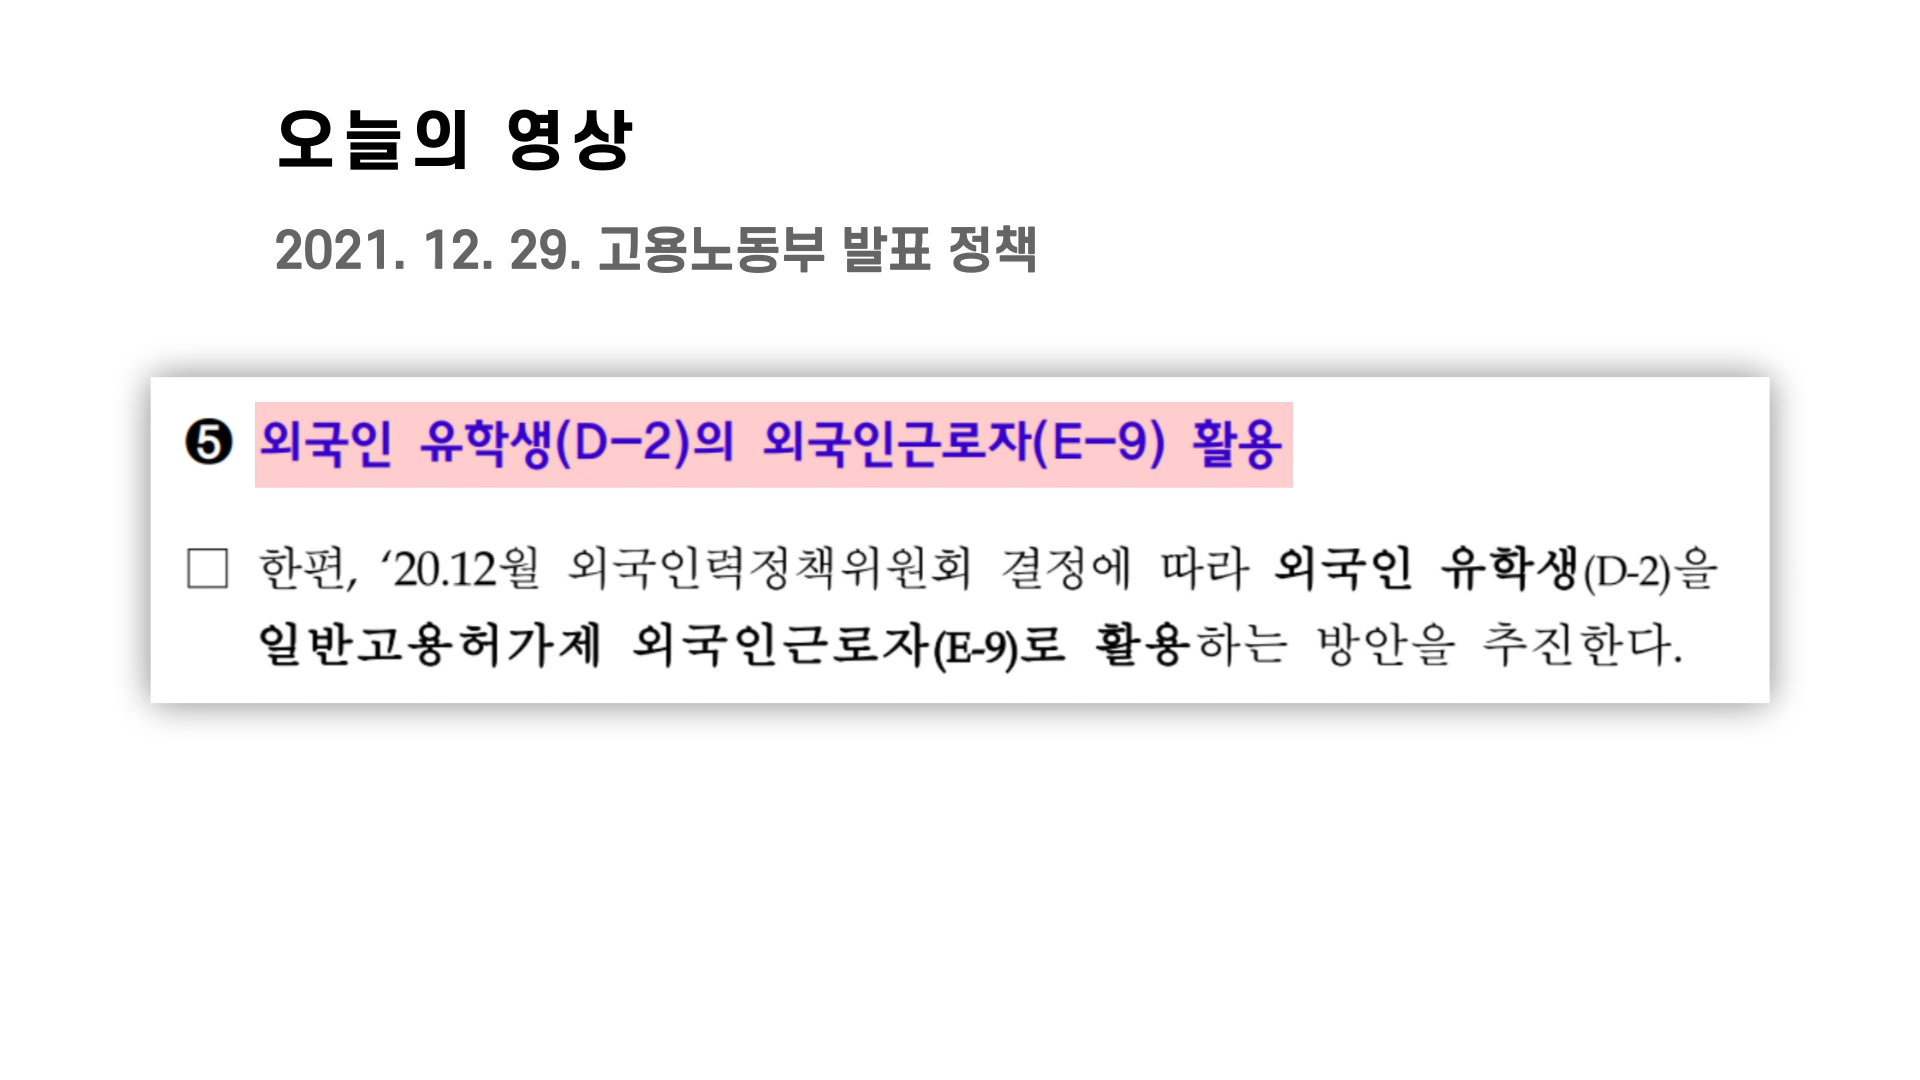 오늘의 영상
2021. 12. 29. 고용노동부 발표 정책
❺ 외국인 유학생(D-2)의 외국인근로자(E-9) 활용
□ 한편, ‘20.12월 외국인력정책위원회 결정에 따라 외국인 유학생(D-2)을
일반고용허가제 외국인근로자(E-9)로 활용하는 방안을 추진한다.